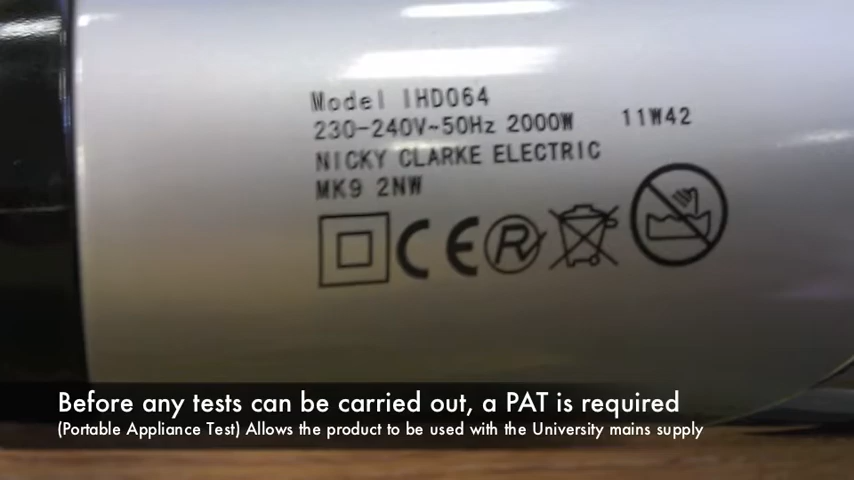 Model IHD064
230-240V~50Hz 2000W 11W42
NICKY CLARKE ELECTRIC
MK9 2NW
CE R
Before any tests can be carried out, a PAT is required
(Portable Appliance Test) Allows the product to be used with the University mains supply